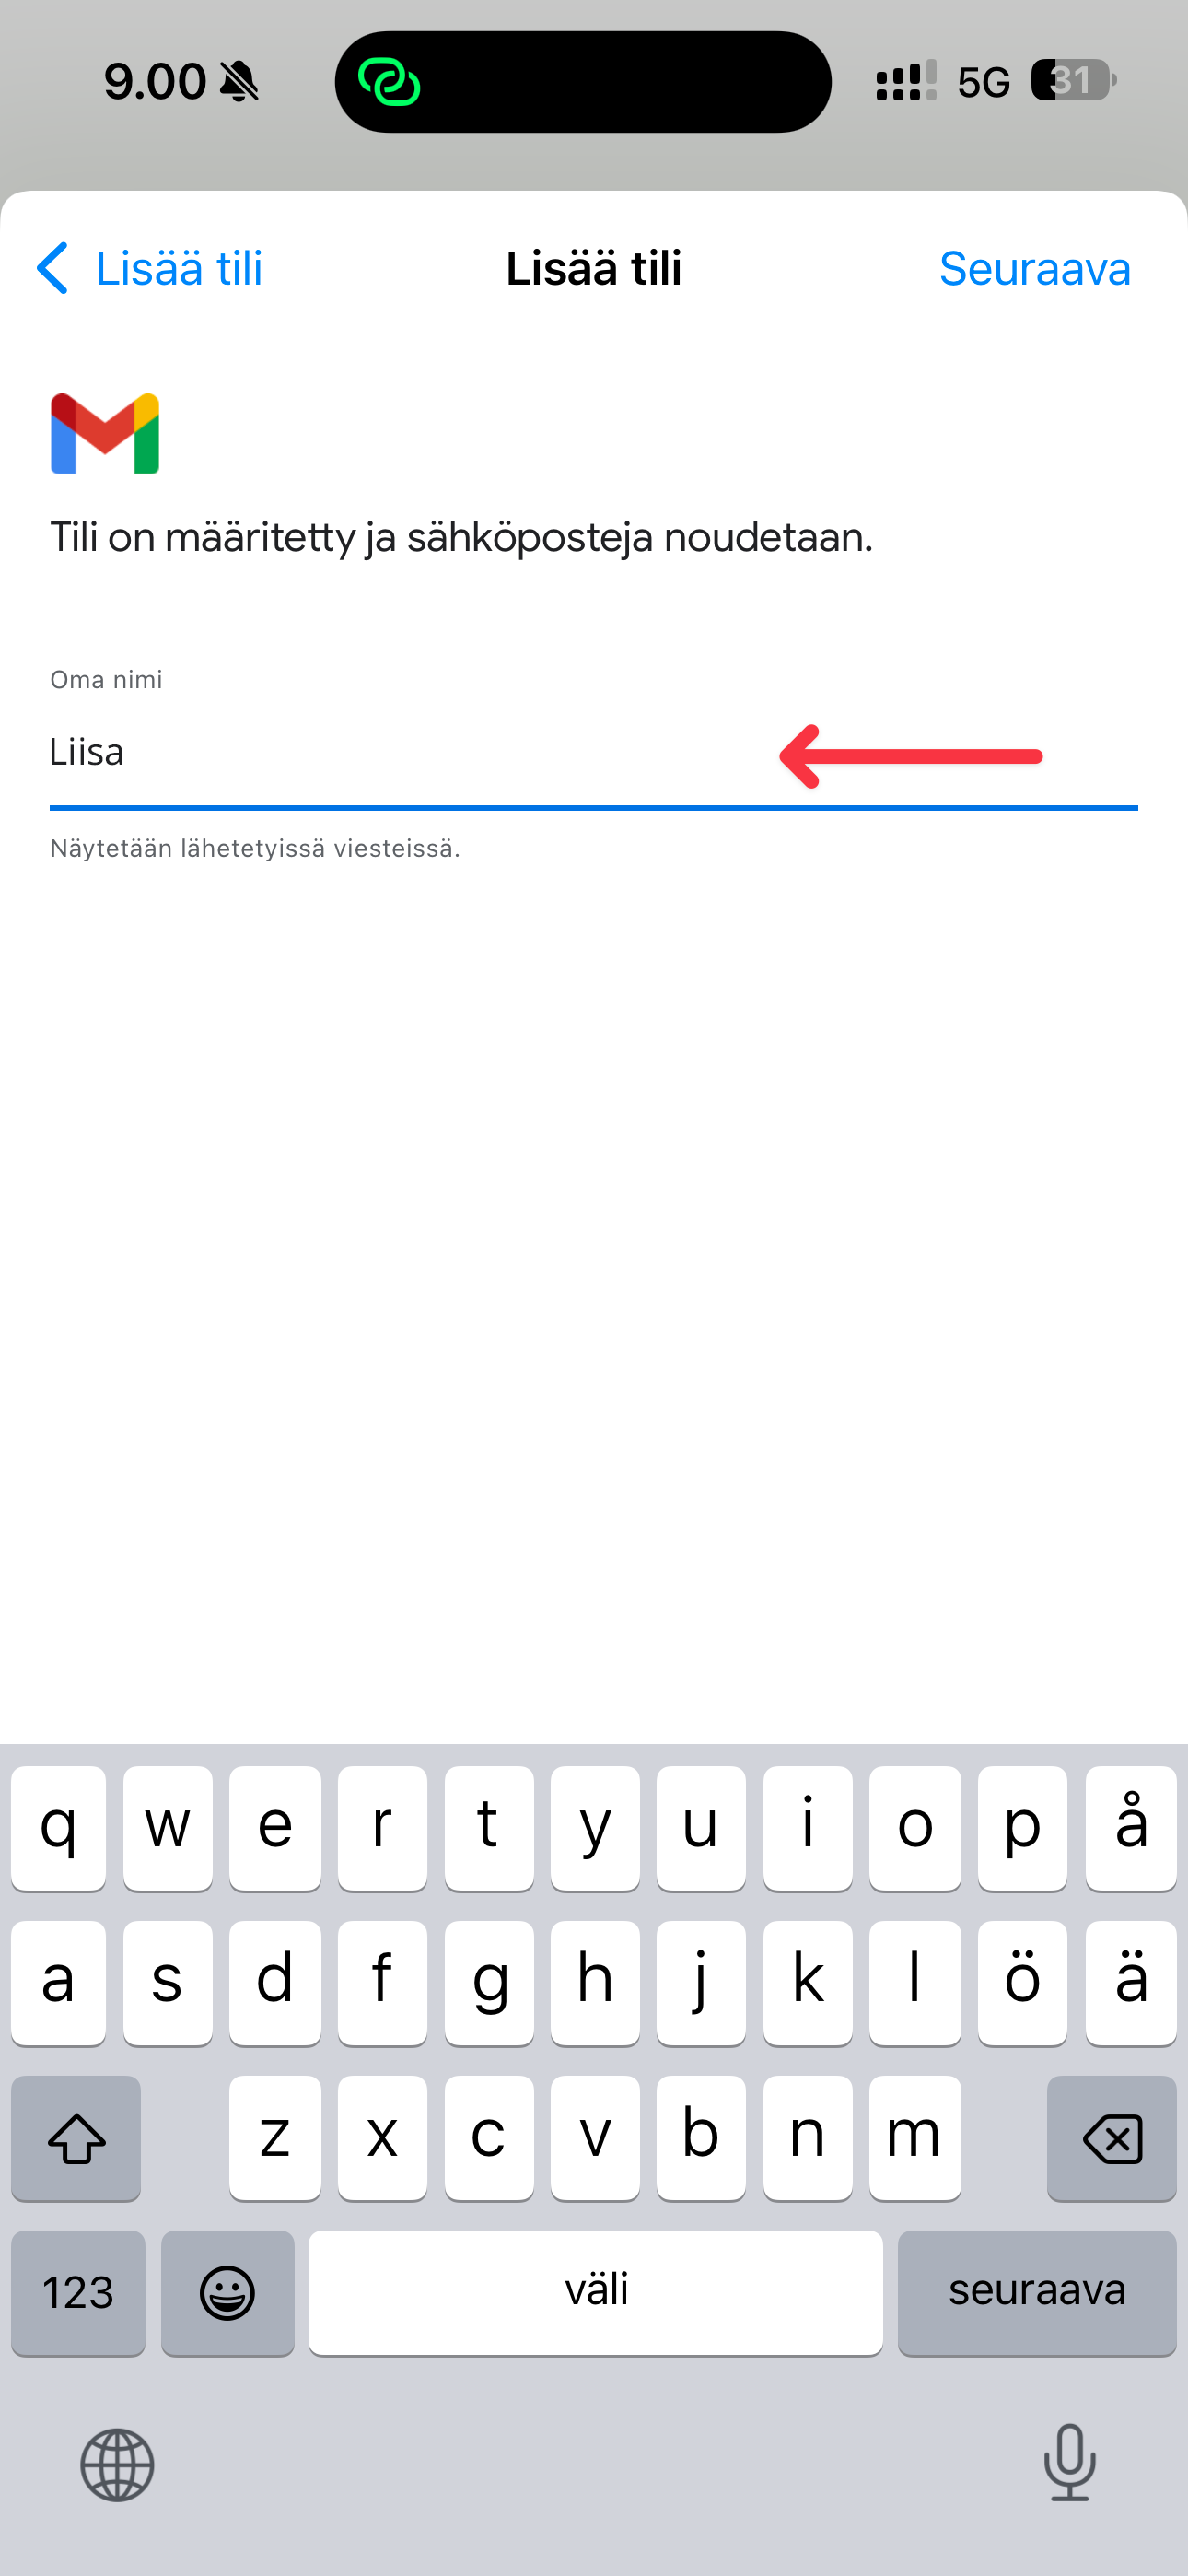 9.00 5G 31
Lisää tili Lisää tili Seuraava
Tili on määritetty ja sähköposteja noudetaan.
Oma nimi
Liisa
Näytetään lähetetyissä viesteissä.
q w e r t y u i o p å
a s d f g h j k l ö ä
z x c v b n m
123 väli seuraava